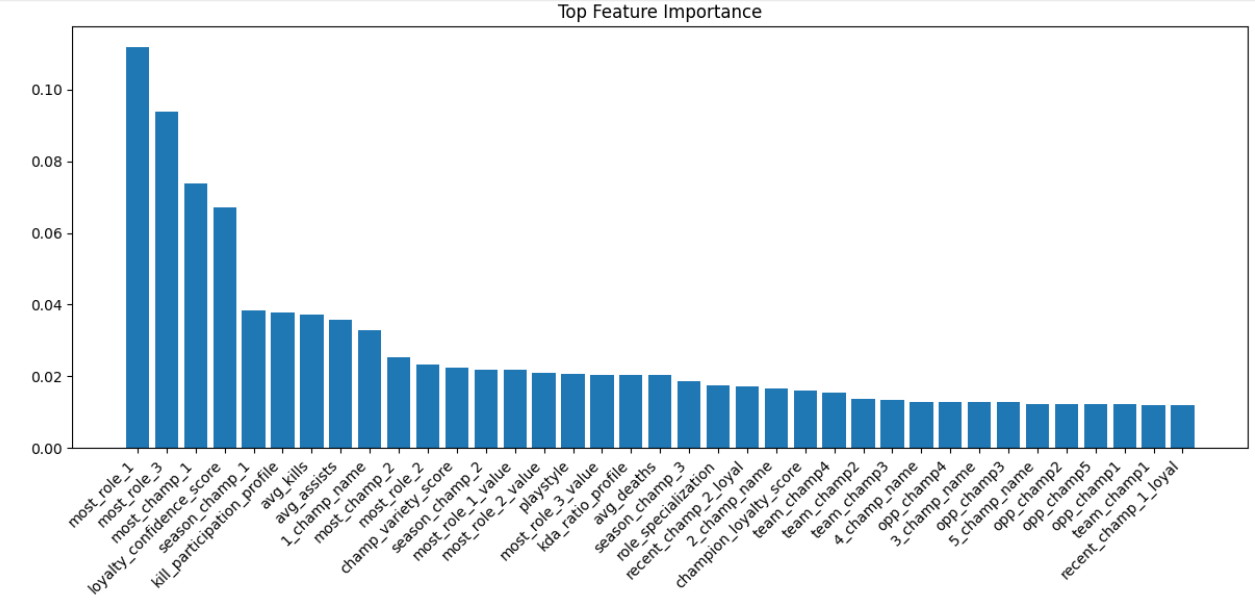 Top Feature Importance
0.10
0.08
0.06
0.04
0.02
0.00
most_role_1
most_role_3
most_champ_1
loyalty_confidence_score
season_champ_1
kill_participation_profile
avg_kills
avg_assists
1_champ_name
most_champ_2
most_role_2
champ_variety_score
season_champ_2
most_role_1_value
most_role_2_value
playstyle
most_role_3_value
kda_ratio_profile
avg_deaths
season_champ_3
role_specialization
recent_champ_2_loyal
2_champ_name
champion_loyalty_score
team_champ4
team_champ2
team_champ3
4_champ_name
opp_champ4
3_champ_name
opp_champ3
5_champ_name
opp_champ2
opp_champ5
opp_champ1
team_champ1
recent_champ_1_loyal